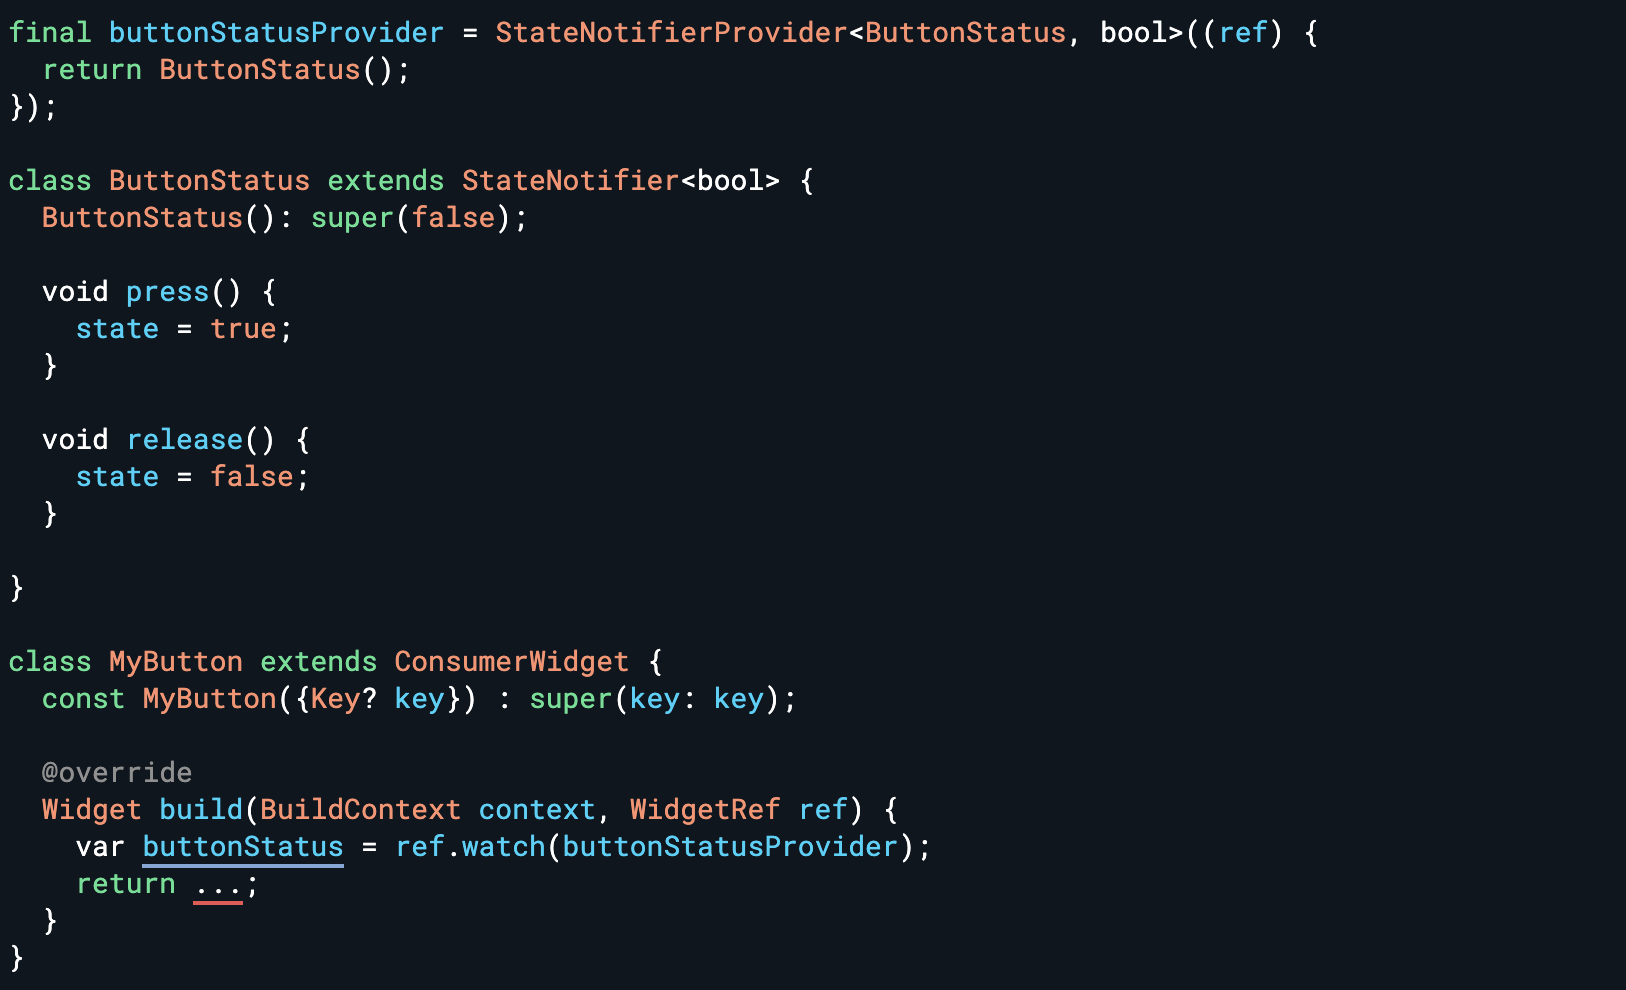 final buttonStatusProvider = StateNotifierProvider<ButtonStatus, bool>((ref) {
  return ButtonStatus();
});

class ButtonStatus extends StateNotifier<bool> {
  ButtonStatus(): super(false);

  void press() {
    state = true;
  }

  void release() {
    state = false;
  }

}

class MyButton extends ConsumerWidget {
  const MyButton({Key? key}) : super(key: key);

  @override
  Widget build(BuildContext context, WidgetRef ref) {
    var buttonStatus = ref.watch(buttonStatusProvider);
    return ...;
  }
}